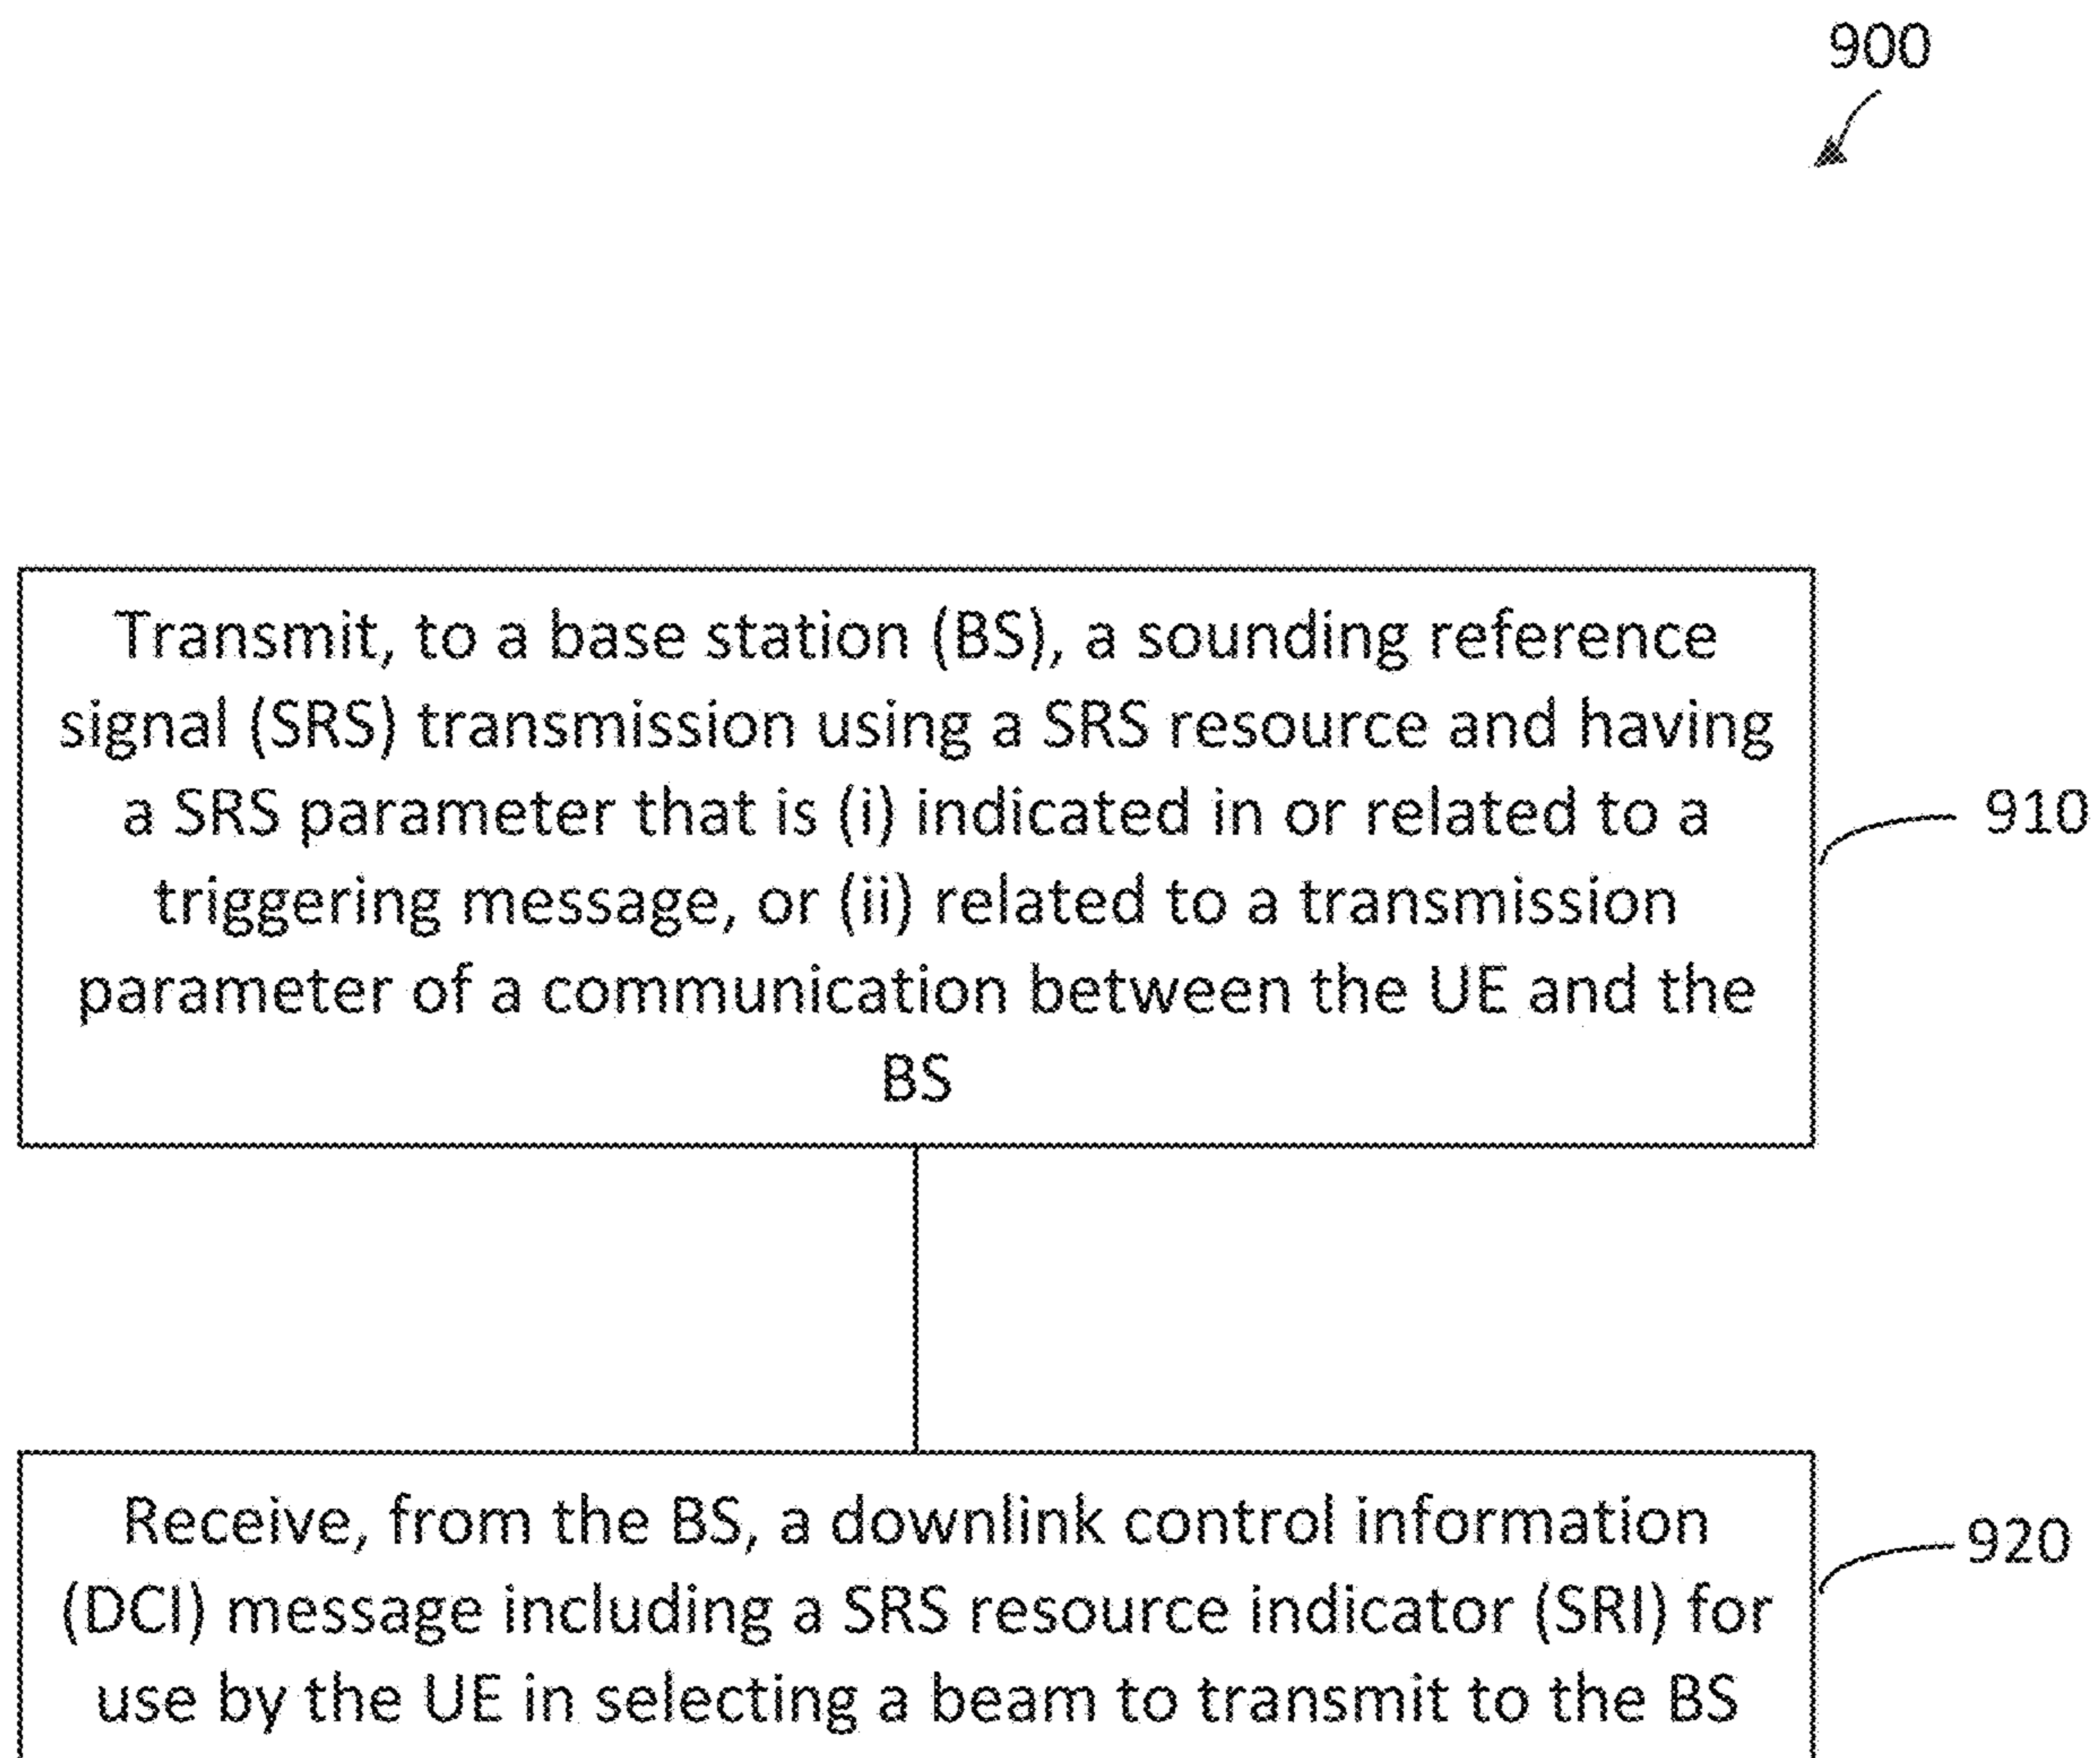 900
Transmit, to a base station (BS), a sounding reference
signal (SRS) transmission using a SRS resource and having
a SRS parameter that is (i) indicated in or related to a
triggering message, or (ii) related to a transmission
parameter of a communication between the UE and the
BS
910
Receive, from the BS, a downlink control information
(DCI) message including a SRS resource indicator (SRI) for
use by the UE in selecting a beam to transmit to the BS
920